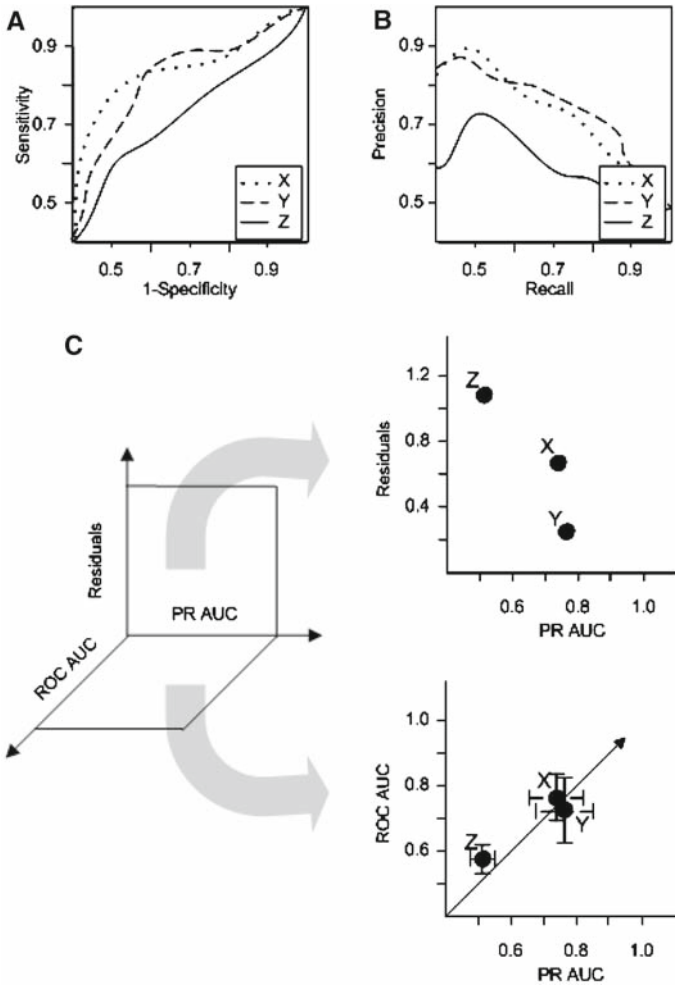 A
Sensitivity
0.9
0.7
0.5
X
Y
Z
0.5 0.7 0.9
1-Specificity
B
Precision
0.9
0.7
0.5
X
Y
Z
0.5 0.7 0.9
Recall
C
Residuals
PR AUC
ROC AUC
Residuals
1.2
0.8
0.4
Z
X
Y
0.6 0.8 1.0
PR AUC
ROC AUC
1.0
0.8
0.6
X
Y
Z
0.6 0.8 1.0
PR AUC